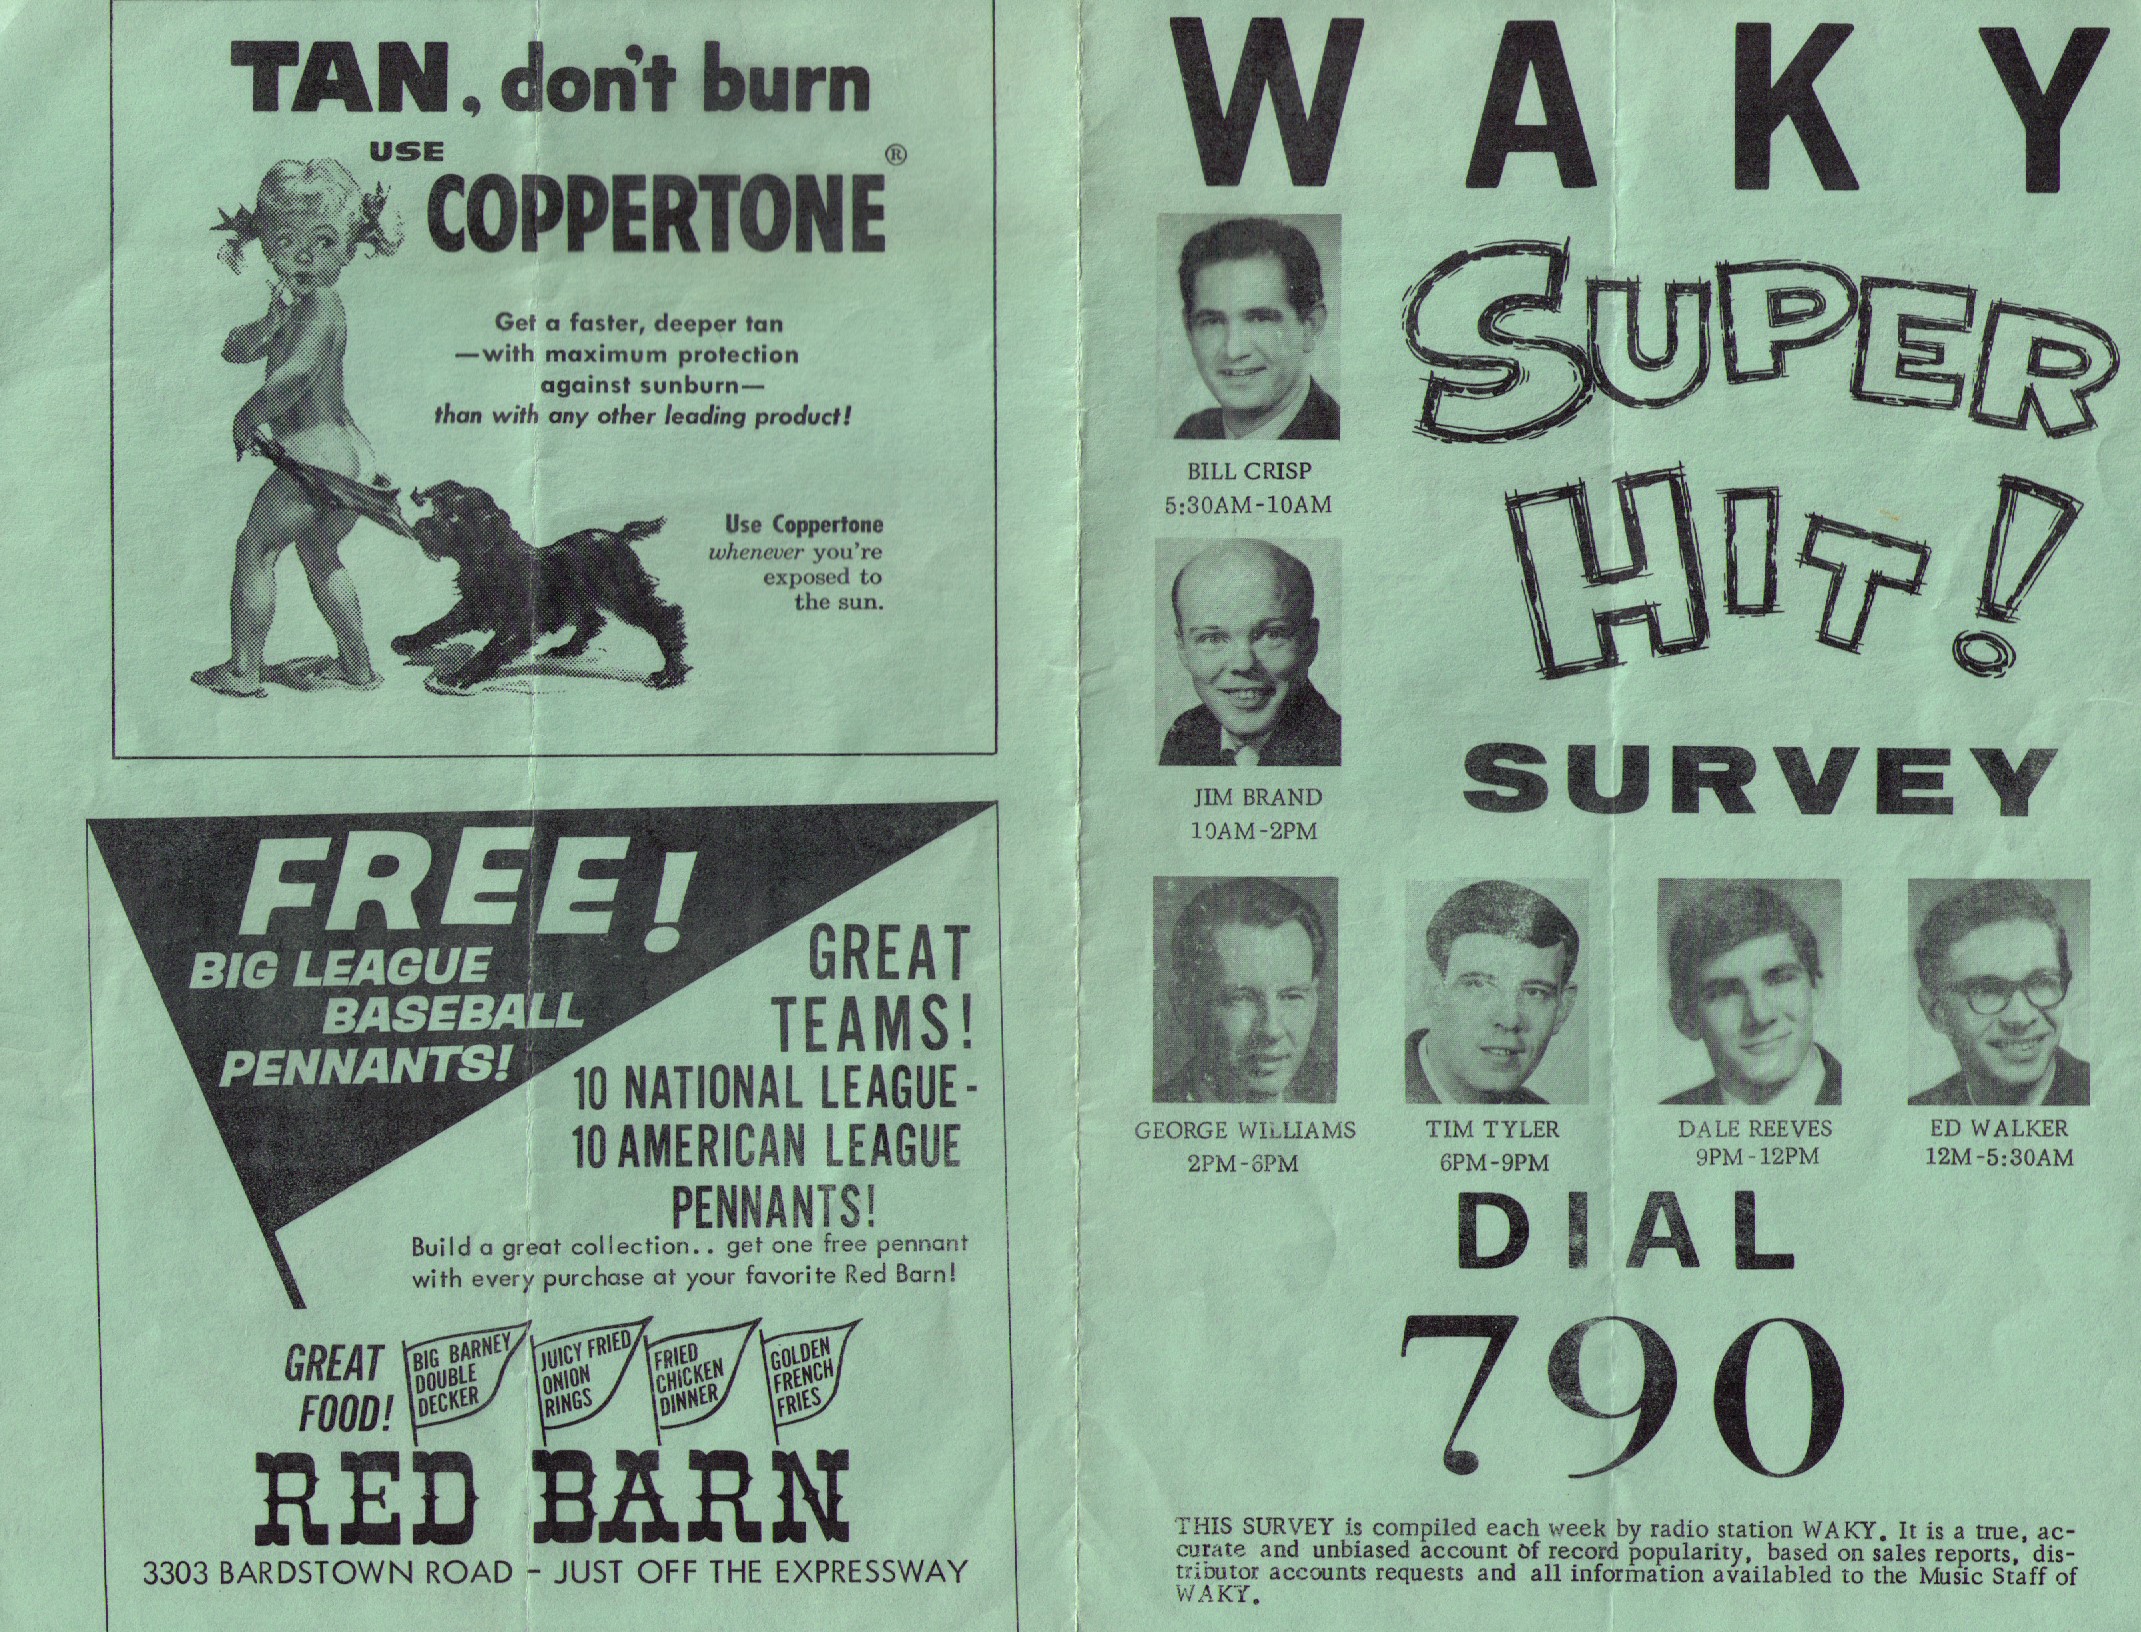 TAN, don't burn
USE
COPPERTONE®
Get a faster, deeper tan
—with maximum protection
against sunburn—
than with any other leading product!
Use Coppertone
whenever you're
exposed to
the sun.
FREE!
BIG LEAGUE
BASEBALL
PENNANTS!
GREAT
TEAMS!
10 NATIONAL LEAGUE-
10 AMERICAN LEAGUE
PENNANTS!
Build a great collection.. get one free pennant
with every purchase at your favorite Red Barn!
GREAT
FOOD!
BIG BARNEY
DOUBLE
DECKER
JUICY FRIED
ONION
RINGS
FRIED
CHICKEN
DINNER
GOLDEN
FRENCH
FRIES
RED BARN
3303 BARDSTOWN ROAD - JUST OFF THE EXPRESSWAY
WAKY
SUPER
HIT!
SURVEY
BILL CRISP
5:30AM-10AM
JIM BRAND
10AM-2PM
GEORGE WILLIAMS
2PM-6PM
TIM TYLER
6PM-9PM
DALE REEVES
9PM-12PM
ED WALKER
12M-5:30AM
DIAL
790
THIS SURVEY is compiled each week by radio station WAKY. It is a true, ac-
curate and unbiased account of record popularity, based on sales reports, dis-
tributor accounts requests and all information availabled to the Music Staff of
WAKY.